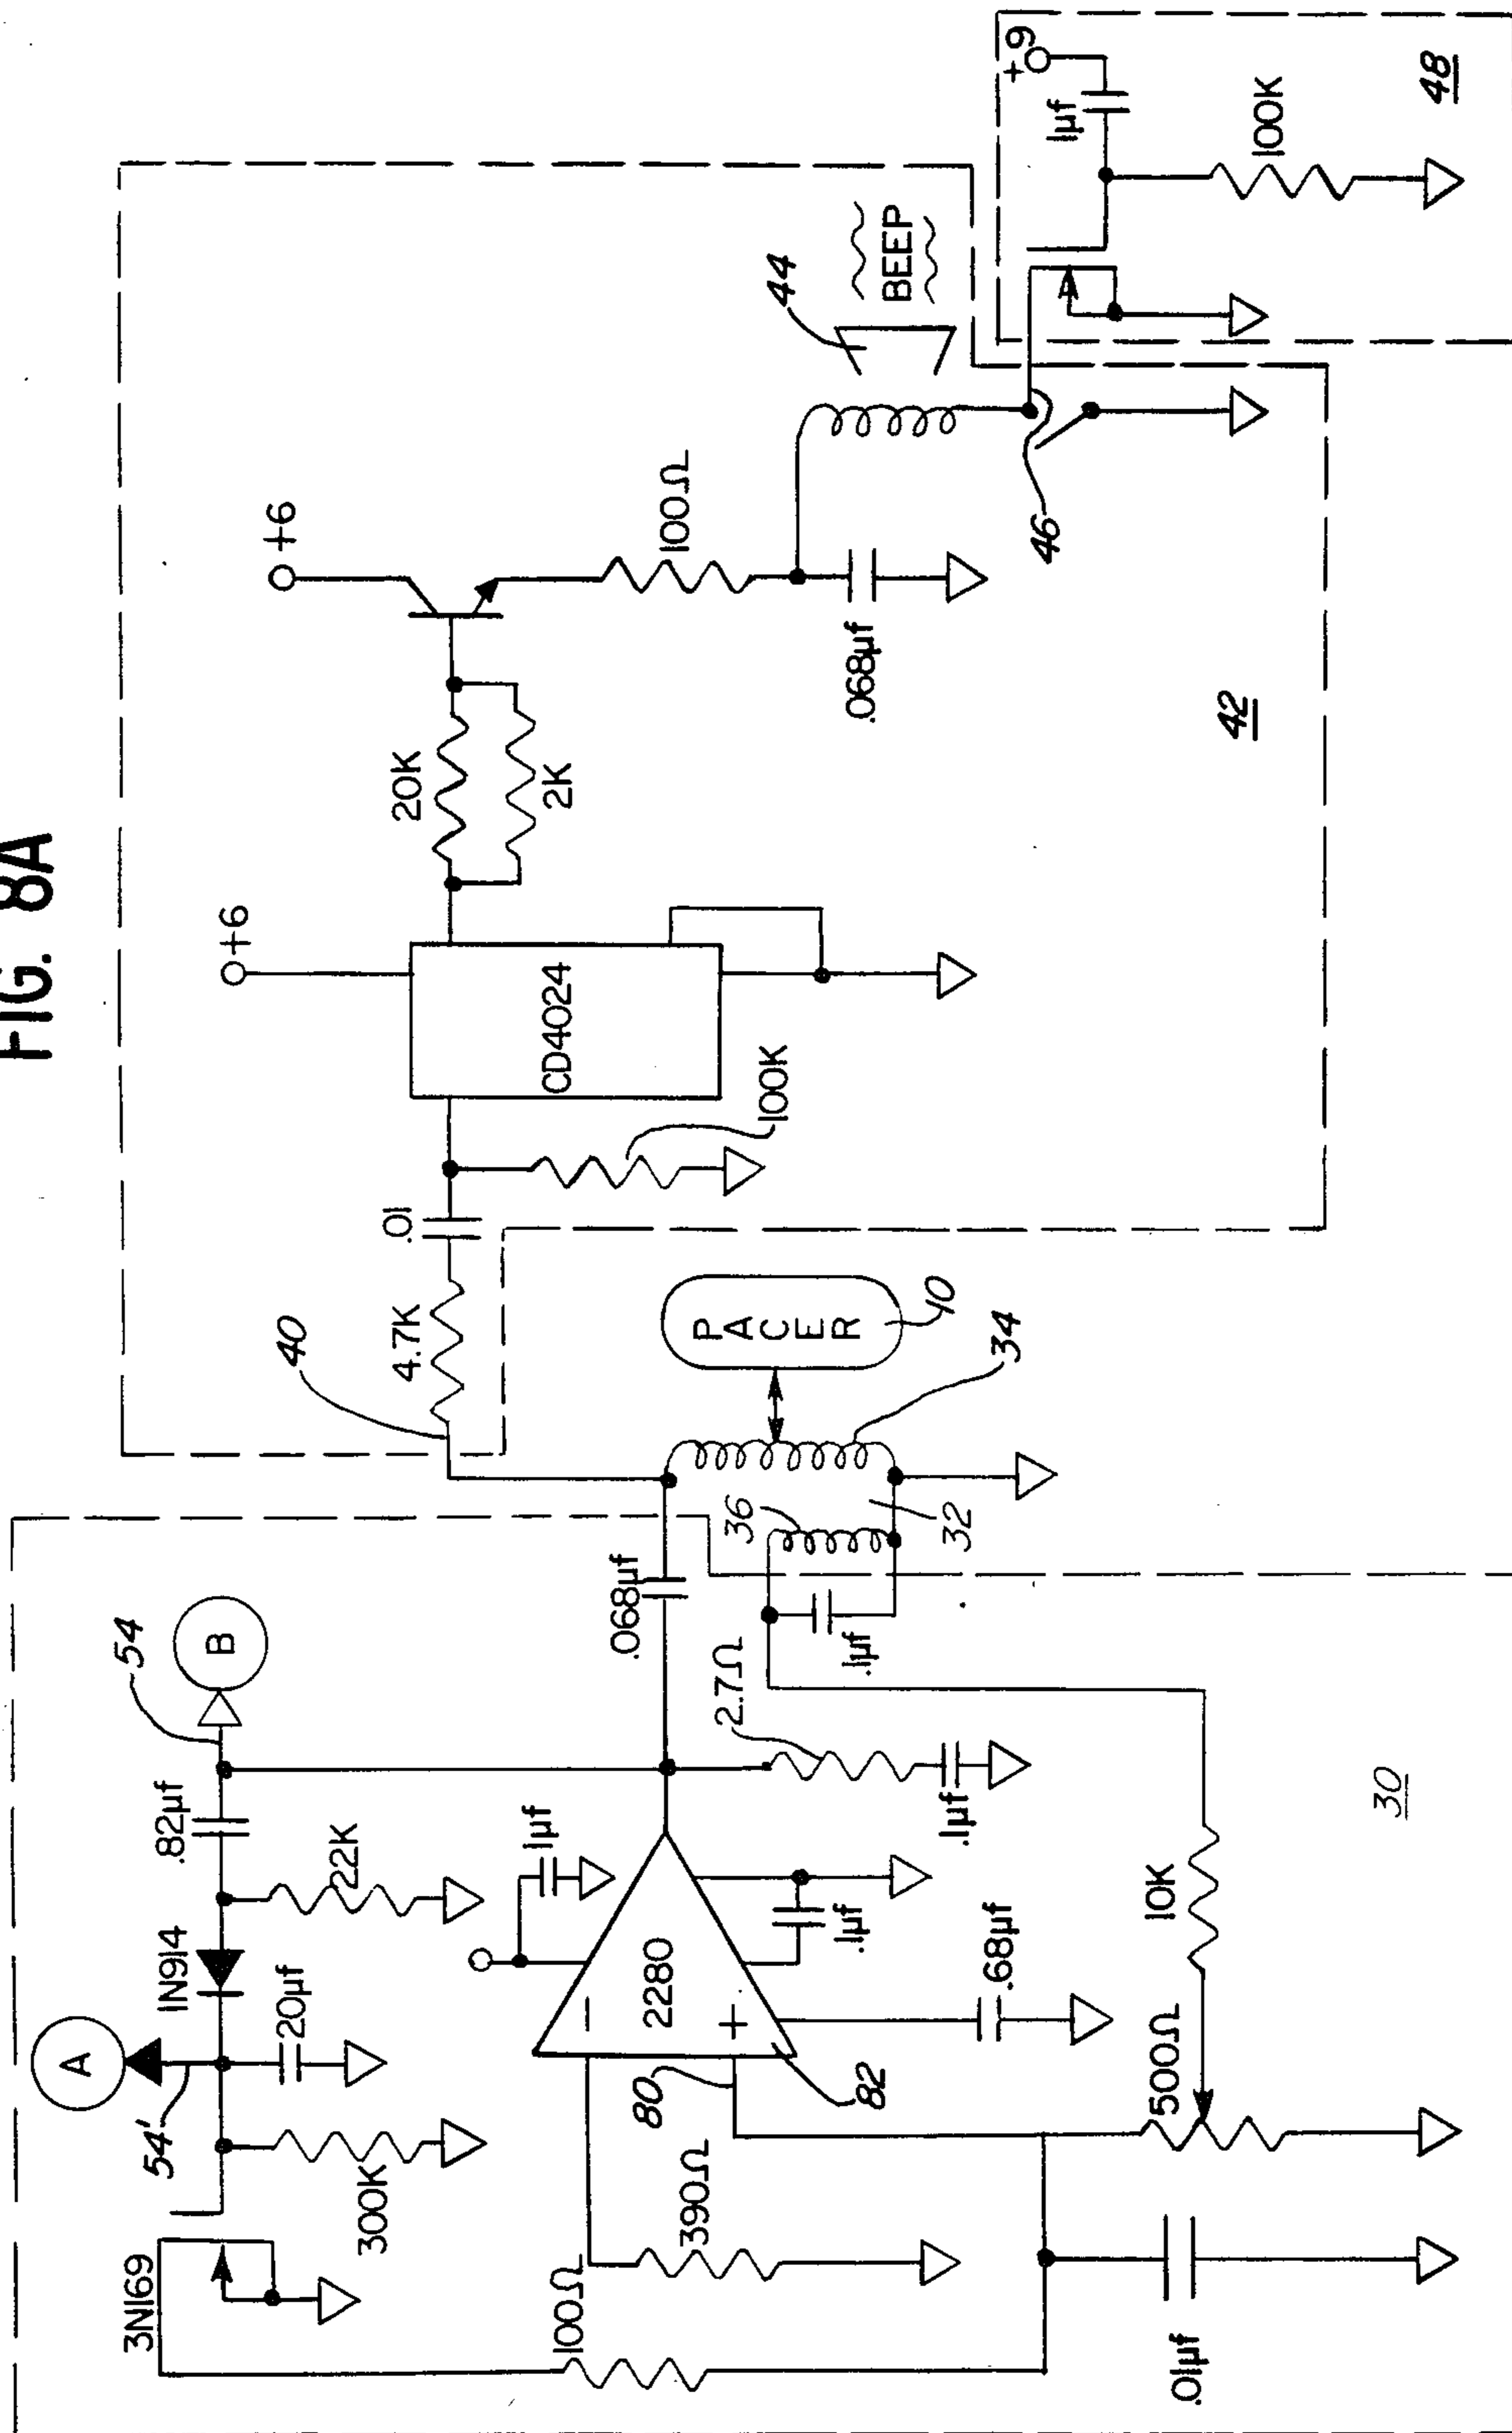 FIG. 8A
+9
1µf
100K
48
BEEP
44
46
+6
100Ω
.068µf
42
20K
2K
+6
CD4024
100K
.01
4.7K
40
PACER
10
34
36
32
54
B
.068µf
.1µf
2.7Ω
.82µf
22K
1µf
.1µf
10K
30
1N914
A
54'
20µf
2280
−
+
.1µf
.68µf
80
82
500Ω
3N169
300K
390Ω
100Ω
.01µf